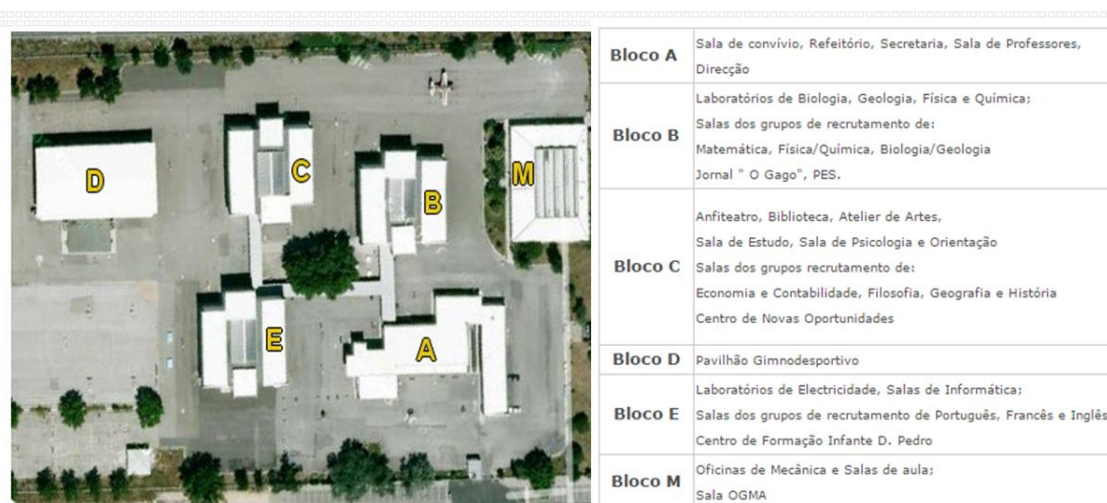 D
C
B
M
E
A
Bloco A
Sala de convívio, Refeitório, Secretaria, Sala de Professores,
Direcção
Bloco B
Laboratórios de Biologia, Geologia, Física e Química;
Salas dos grupos de recrutamento de:
Matemática, Física/Química, Biologia/Geologia
Jornal " O Gago", PES.
Bloco C
Anfiteatro, Biblioteca, Atelier de Artes,
Sala de Estudo, Sala de Psicologia e Orientação
Salas dos grupos recrutamento de:
Economia e Contabilidade, Filosofia, Geografia e História
Centro de Novas Oportunidades
Bloco D
Pavilhão Gimnodesportivo
Bloco E
Laboratórios de Electricidade, Salas de Informática;
Salas dos grupos de recrutamento de Português, Francês e Inglês
Centro de Formação Infante D. Pedro
Bloco M
Oficinas de Mecânica e Salas de aula;
Sala OGMA